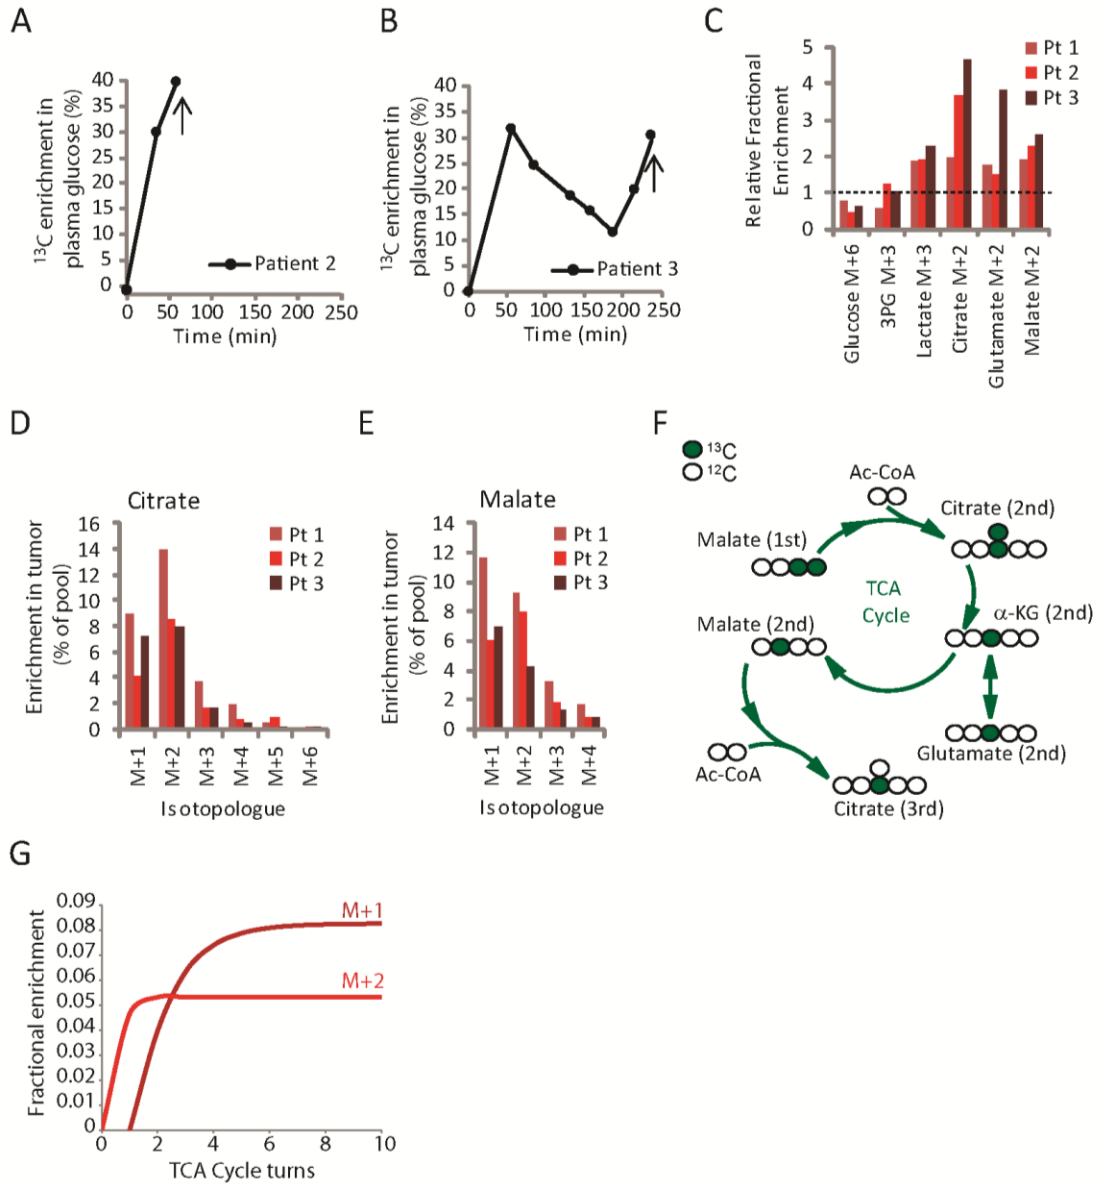 A
40
35
30
25
20
15
10
5
0
13C enrichment in
plasma glucose (%)
Patient 2
0 50 100 150 200 250
Time (min)
B
40
35
30
25
20
15
10
5
0
13C enrichment in
plasma glucose (%)
Patient 3
0 50 100 150 200 250
Time (min)
C
5
4
3
2
1
0
Relative Fractional
Enrichment
Pt 1
Pt 2
Pt 3
Glucose M+6
3PG M+3
Lactate M+3
Citrate M+2
Glutamate M+2
Malate M+2
D
Citrate
16
14
12
10
8
6
4
2
0
Enrichment in tumor
(% of pool)
Pt 1
Pt 2
Pt 3
M+1
M+2
M+3
M+4
M+5
M+6
Isotopologue
E
Malate
14
12
10
8
6
4
2
0
Enrichment in tumor
(% of pool)
Pt 1
Pt 2
Pt 3
M+1
M+2
M+3
M+4
Isotopologue
F
13C
12C
Ac-CoA
Citrate (2nd)
Malate (1st)
TCA
Cycle
α-KG (2nd)
Malate (2nd)
Glutamate (2nd)
Ac-CoA
Citrate (3rd)
G
0.09
0.08
0.07
0.06
0.05
0.04
0.03
0.02
0.01
0
Fractional enrichment
M+1
M+2
0 2 4 6 8 10
TCA Cycle turns